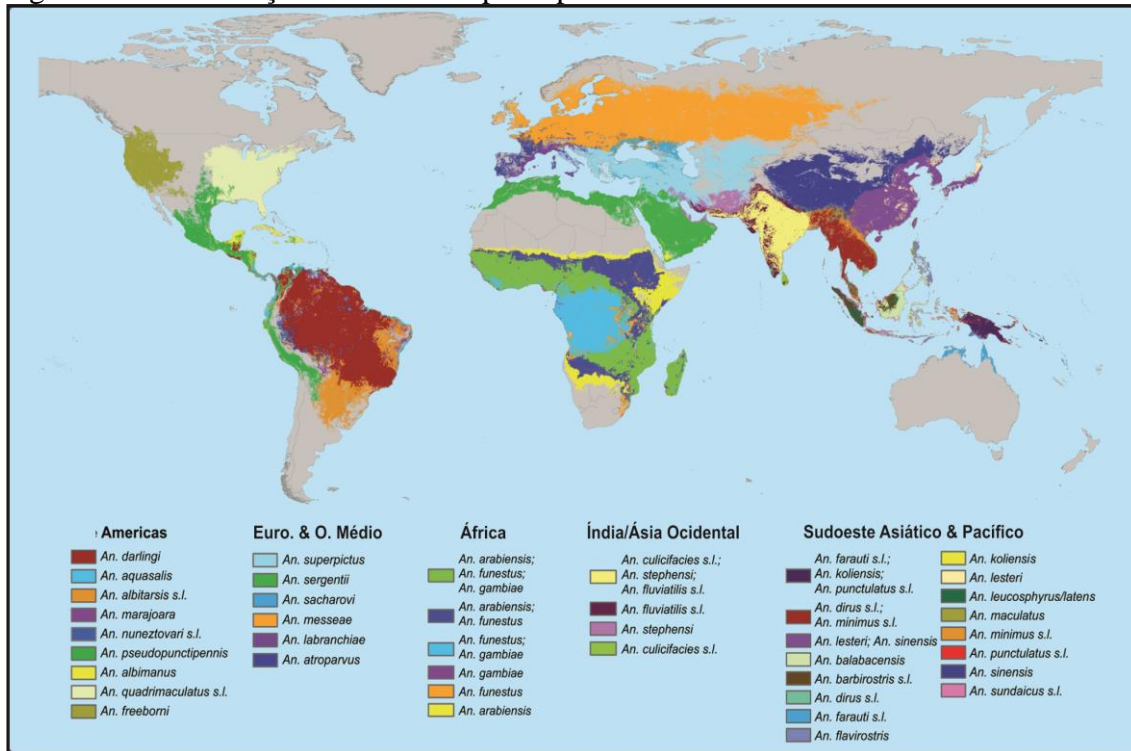 Americas
An. darlingi
An. aquasalis
An. albitarsis s.l.
An. marajoara
An. nuneztovari s.l.
An. pseudopunctipennis
An. albimanus
An. quadrimaculatus s.l.
An. freeborni
Euro. & O. Médio
An. superpictus
An. sergentii
An. sacharovi
An. messeae
An. labranchiae
An. atroparvus
África
An. arabiensis;
An. funestus;
An. gambiae
An. arabiensis;
An. funestus
An. funestus;
An. gambiae
An. gambiae
An. funestus
An. arabiensis
Índia/Ásia Ocidental
An. culicifacies s.l.;
An. stephensi;
An. fluviatilis s.l.
An. fluviatilis s.l.
An. stephensi
An. culicifacies s.l.
Sudoeste Asiático & Pacífico
An. farauti s.l.;
An. koliensis;
An. punctulatus s.l.
An. dirus s.l.;
An. minimus s.l.
An. lesteri; An. sinensis
An. balabacensis
An. barbirostris s.l.
An. dirus s.l.
An. farauti s.l.
An. flavirostris
An. koliensis
An. lesteri
An. leucosphyrus/latens
An. maculatus
An. minimus s.l.
An. punctulatus s.l.
An. sinensis
An. sundaicus s.l.